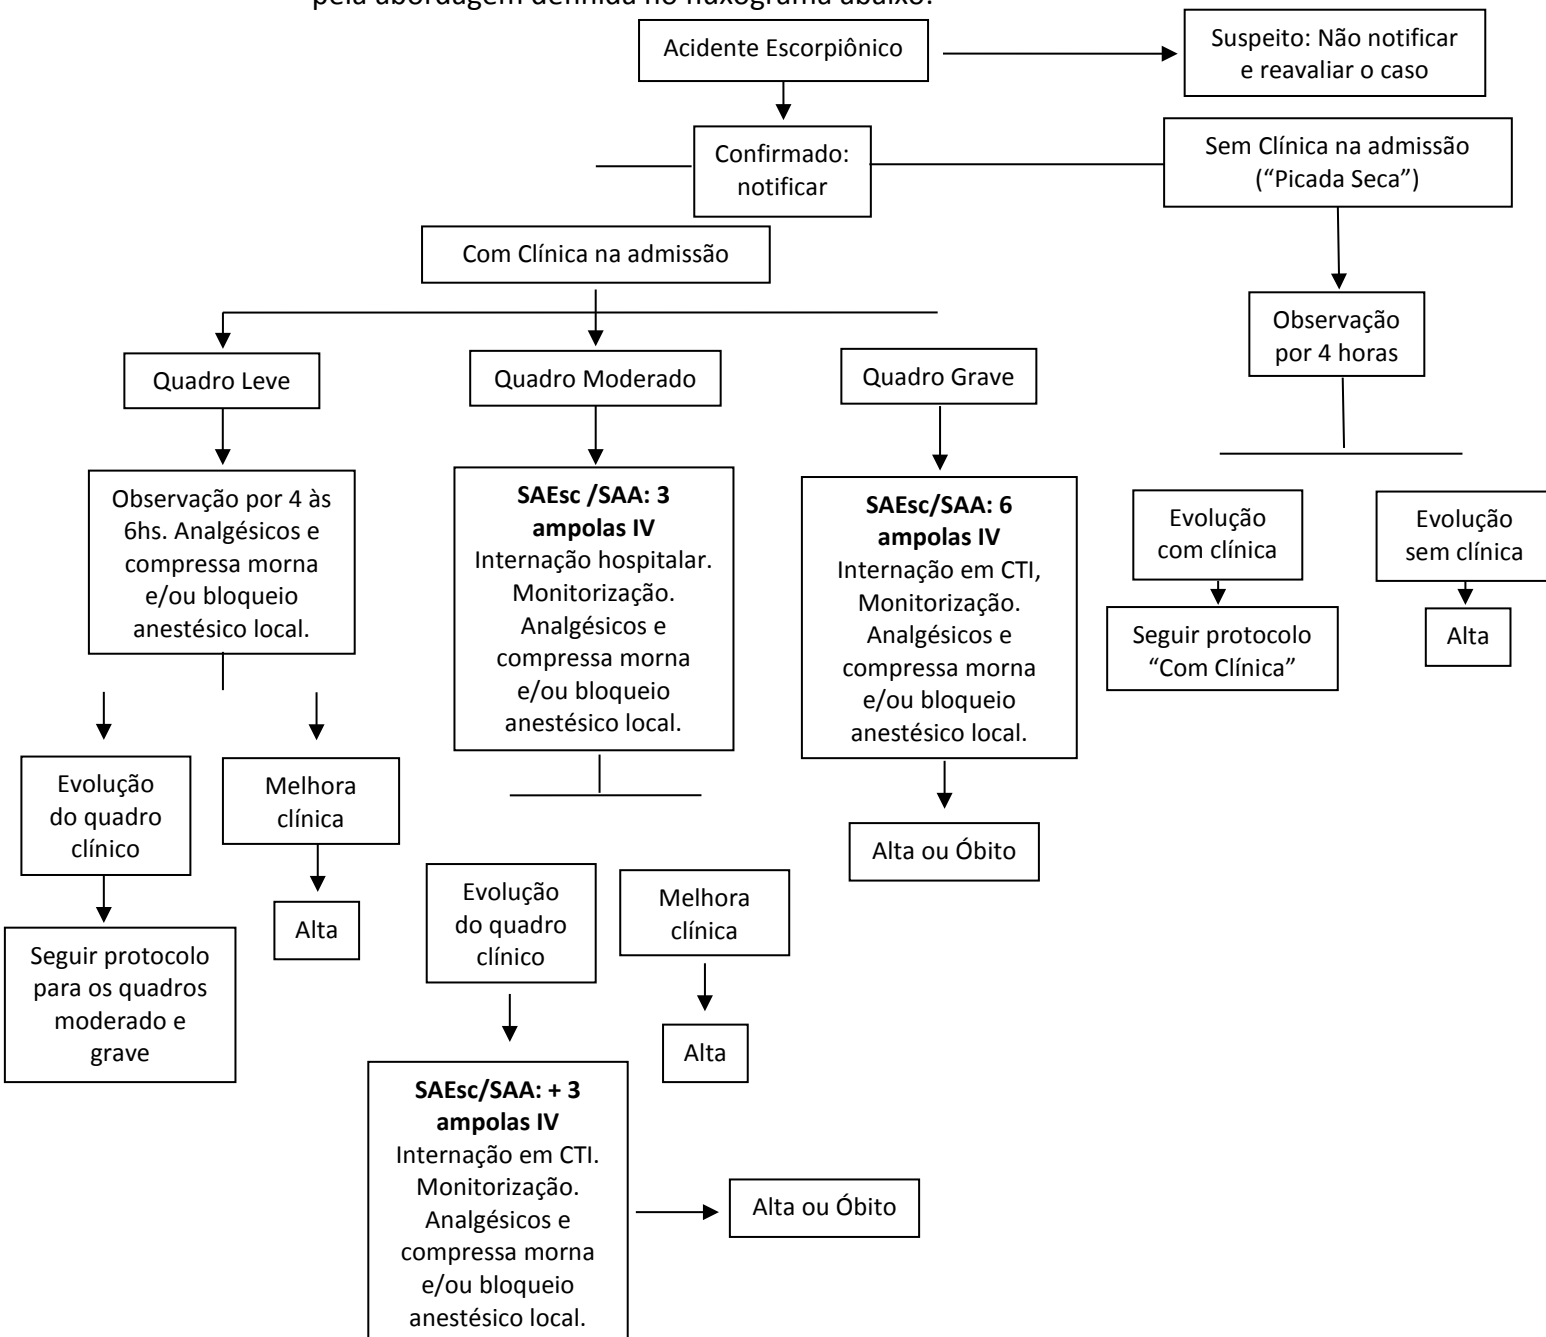 pela abordagem definida no fluxograma abaixo:
Acidente Escorpiônico
Suspeito: Não notificar
e reavaliar o caso
Confirmado:
notificar
Sem Clínica na admissão
(“Picada Seca”)
Com Clínica na admissão
Observação
por 4 horas
Quadro Leve
Quadro Moderado
Quadro Grave
Observação por 4 às
6hs. Analgésicos e
compressa morna
e/ou bloqueio
anestésico local.
SAEsc /SAA: 3
ampolas IV
Internação hospitalar.
Monitorização.
Analgésicos e
compressa morna
e/ou bloqueio
anestésico local.
SAEsc/SAA: 6
ampolas IV
Internação em CTI,
Monitorização.
Analgésicos e
compressa morna
e/ou bloqueio
anestésico local.
Evolução
com clínica
Evolução
sem clínica
Seguir protocolo
“Com Clínica”
Alta
Evolução
do quadro
clínico
Melhora
clínica
Alta ou Óbito
Evolução
do quadro
clínico
Melhora
clínica
Alta
Seguir protocolo
para os quadros
moderado e
grave
Alta
SAEsc/SAA: + 3
ampolas IV
Internação em CTI.
Monitorização.
Analgésicos e
compressa morna
e/ou bloqueio
anestésico local.
Alta ou Óbito